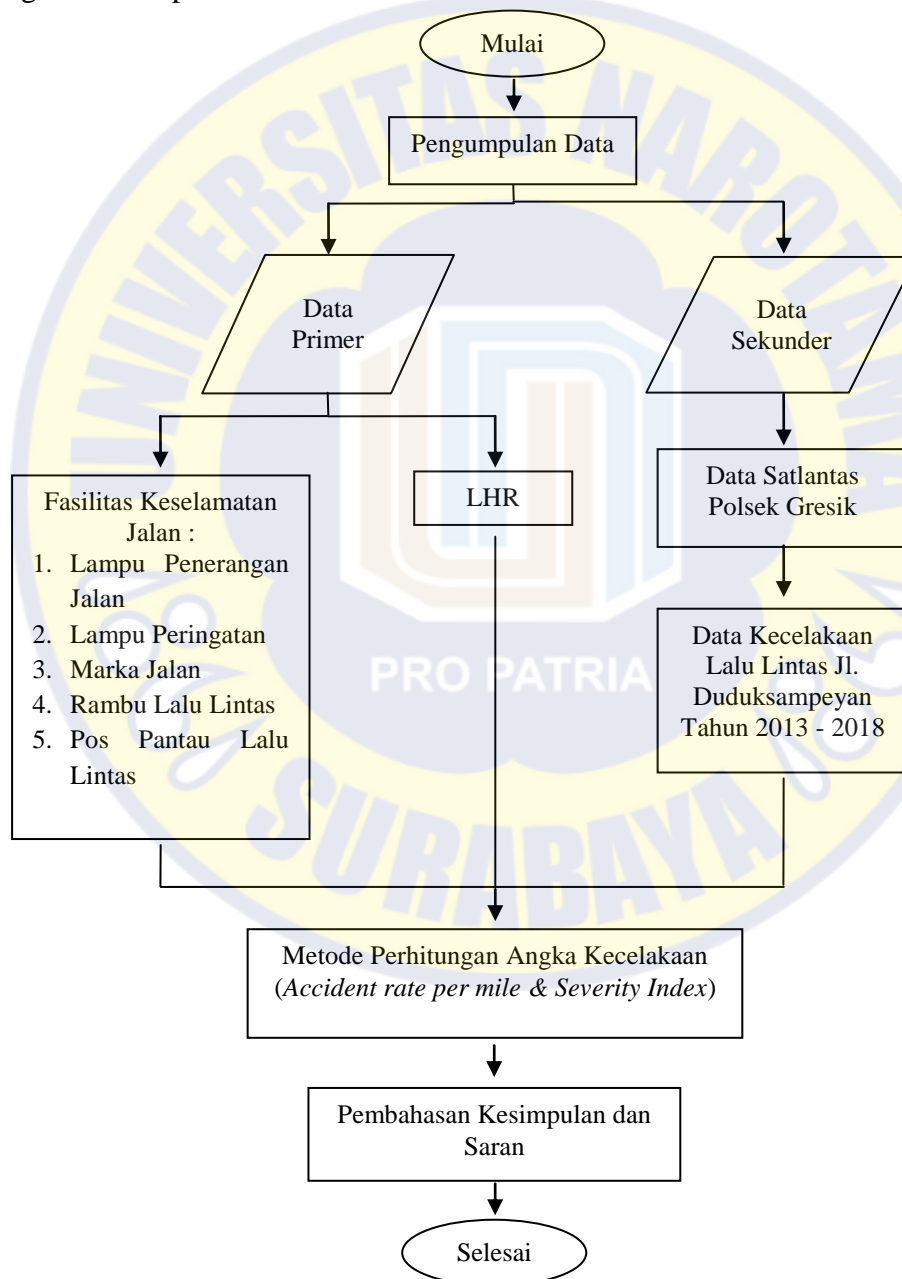 Mulai
Pengumpulan Data
Data
Primer
Data
Sekunder
Fasilitas Keselamatan
Jalan :
1. Lampu Penerangan
Jalan
2. Lampu Peringatan
3. Marka Jalan
4. Rambu Lalu Lintas
5. Pos Pantau Lalu
Lintas
LHR
Data Satlantas
Polsek Gresik
Data Kecelakaan
Lalu Lintas Jl.
Duduksampeyan
Tahun 2013 - 2018
Metode Perhitungan Angka Kecelakaan
(Accident rate per mile & Severity Index)
Pembahasan Kesimpulan dan
Saran
Selesai
UNIVERSITAS NAROTAMA
PRO PATRIA
SURABAYA